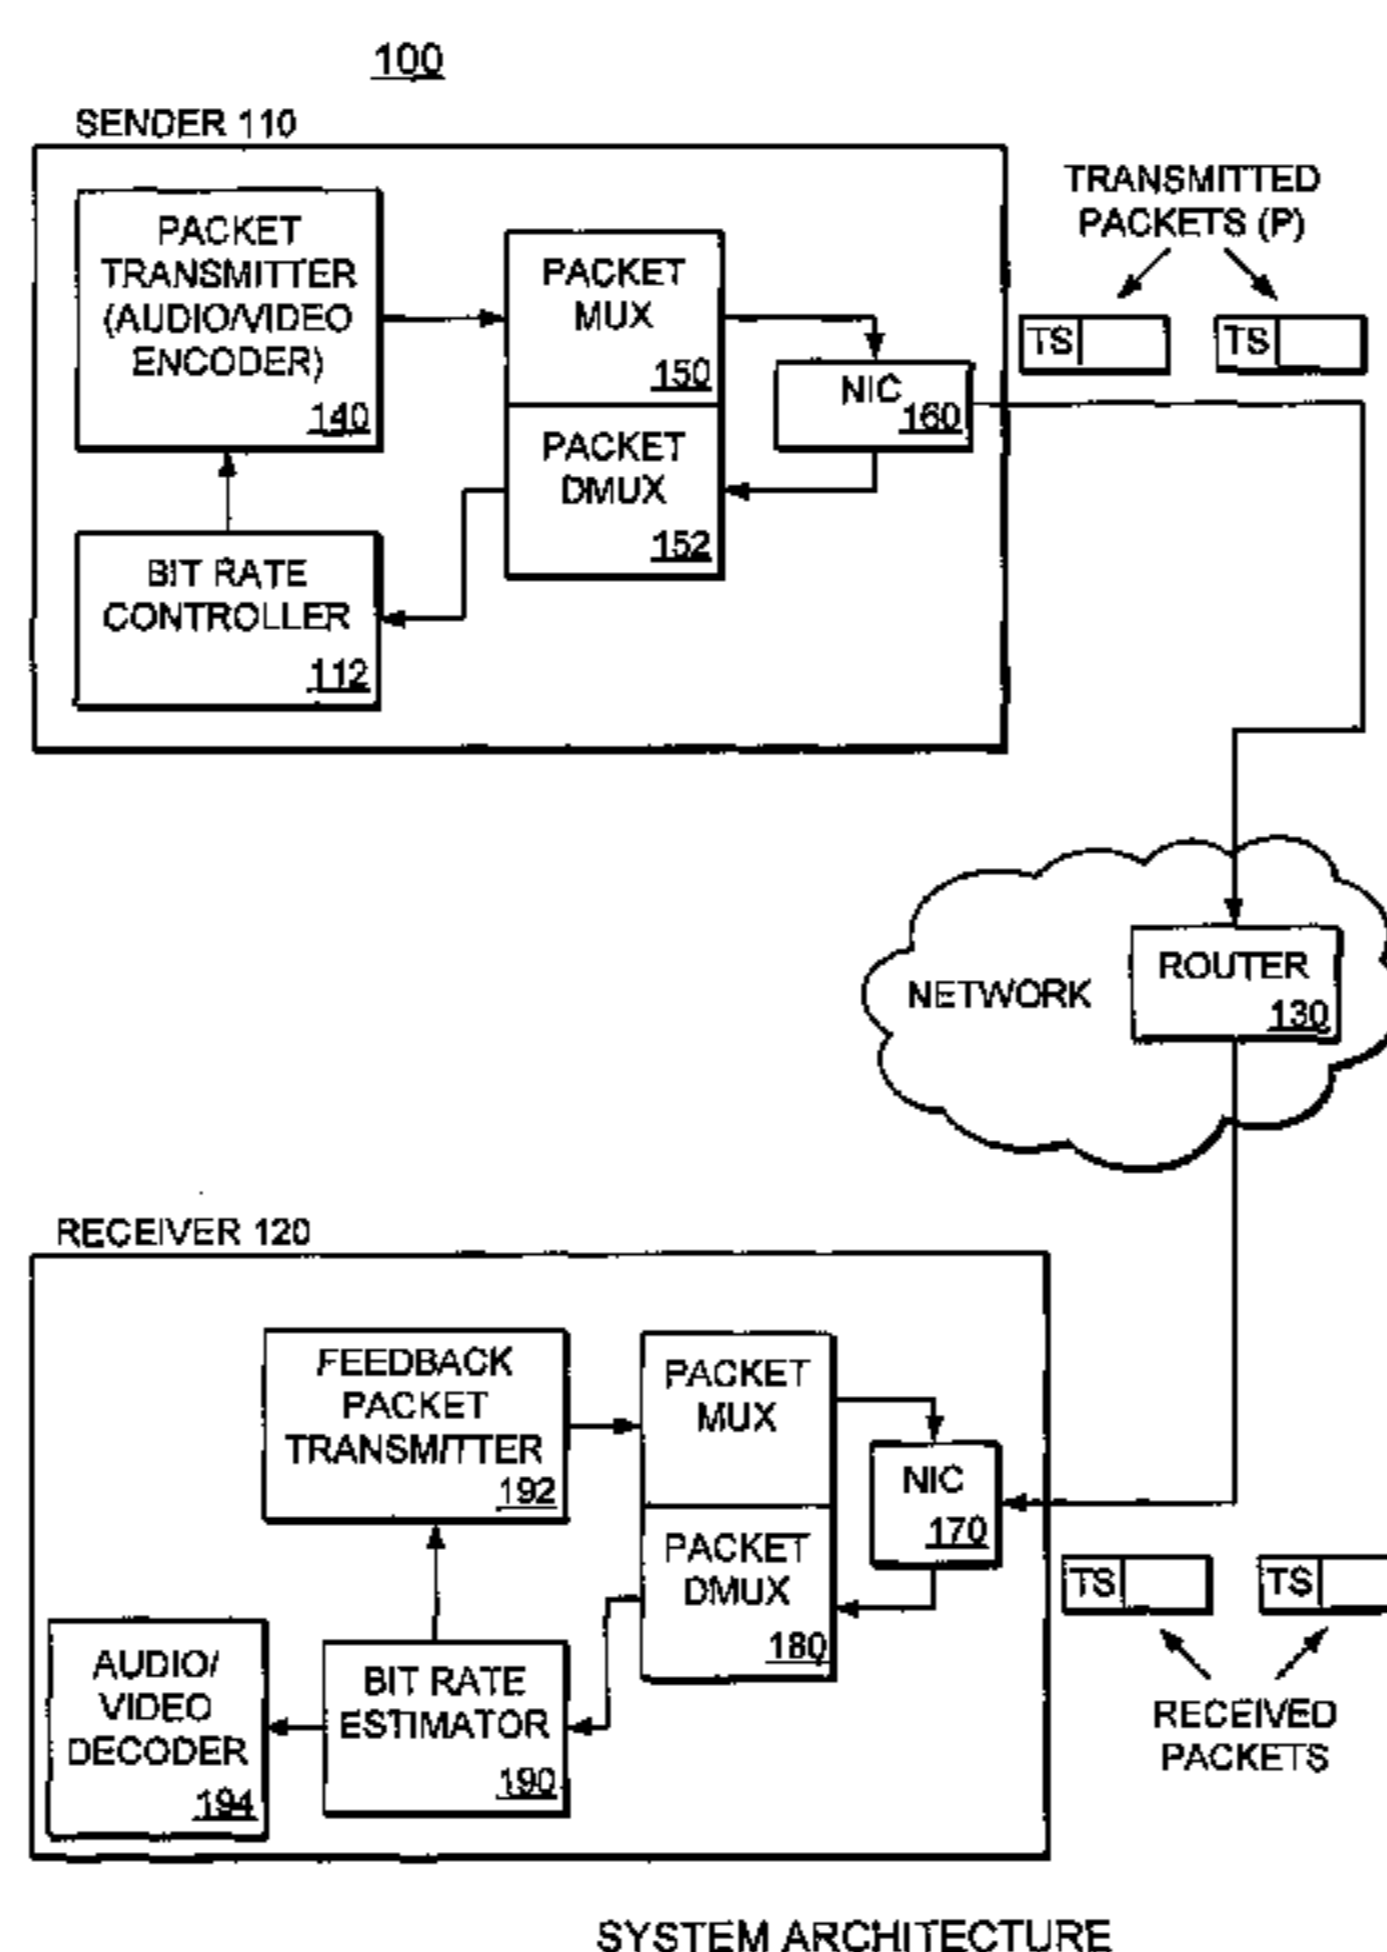 100
SENDER 110
PACKET
TRANSMITTER
(AUDIO/VIDEO
ENCODER)
140
PACKET
MUX
150
PACKET
DMUX
152
NIC
160
BIT RATE
CONTROLLER
112
TRANSMITTED
PACKETS (P)
TS
TS
NETWORK
ROUTER
130
RECEIVER 120
FEEDBACK
PACKET
TRANSMITTER
192
PACKET
MUX
PACKET
DMUX
180
NIC
170
TS
TS
RECEIVED
PACKETS
AUDIO/
VIDEO
DECODER
194
BIT RATE
ESTIMATOR
190
SYSTEM ARCHITECTURE